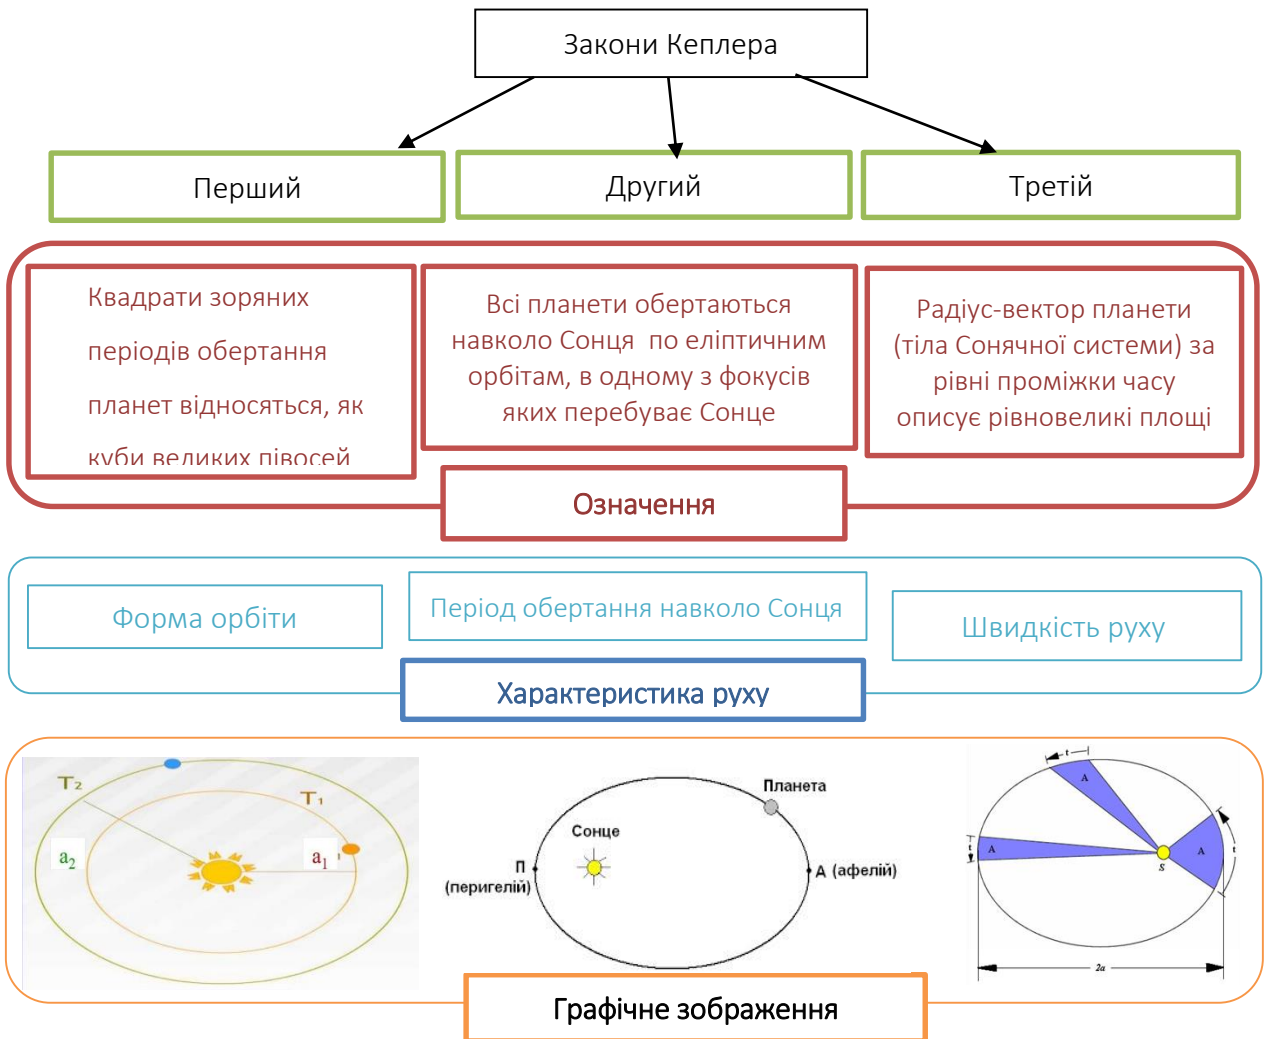 Закони Кеплера
Перший
Другий
Третій
Квадрати зоряних
періодів обертання
планет відносяться, як
куби великих півосей
Всі планети обертаються
навколо Сонця по еліптичним
орбітам, в одному з фокусів
яких перебуває Сонце
Радіус-вектор планети
(тіла Сонячної системи) за
рівні проміжки часу
описує рівновеликі площі
Означення
Форма орбіти
Період обертання навколо Сонця
Швидкість руху
Характеристика руху
T2
T1
a2
a1
Планета
Сонце
П
(перигелій)
А (афелій)
t
A
t
A
A
t
S
2a
Графічне зображення